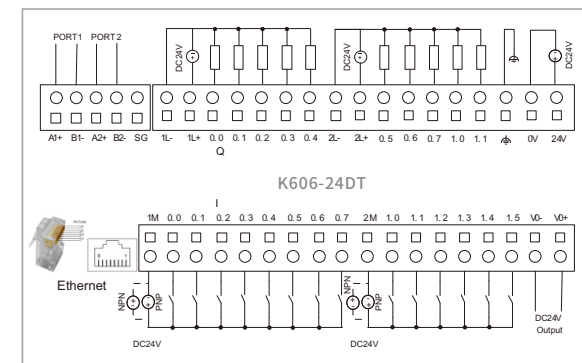 PORT1 PORT2
DC24V DC24V DC24V
A1+ B1- A2+ B2- SG 1L- 1L+ 0.0 0.1 0.2 0.3 0.4 2L- 2L+ 0.5 0.6 0.7 1.0 1.1 0V 24V
Q
K606-24DT
I
1M 0.0 0.1 0.2 0.3 0.4 0.5 0.6 0.7 2M 1.0 1.1 1.2 1.3 1.4 1.5 V0- V0+
Ethernet
NPN PNP NPN PNP
DC24V DC24V
DC24V
Output